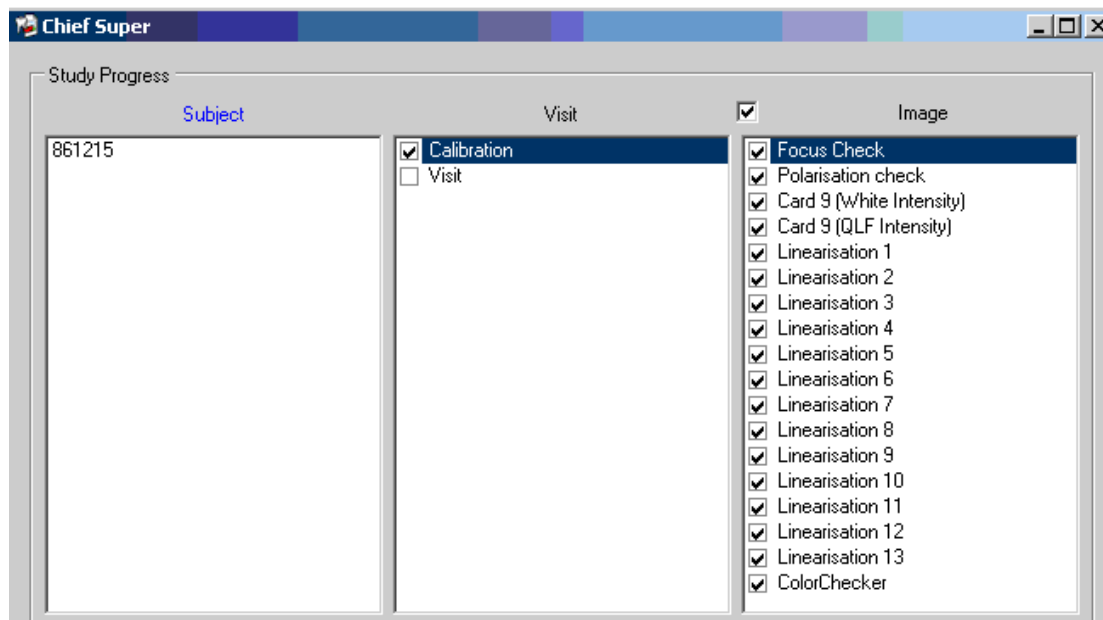 Chief Super
Study Progress
Subject
Visit
Image
861215
Calibration
Visit
Focus Check
Polarisation check
Card 9 (White Intensity)
Card 9 (QLF Intensity)
Linearisation 1
Linearisation 2
Linearisation 3
Linearisation 4
Linearisation 5
Linearisation 6
Linearisation 7
Linearisation 8
Linearisation 9
Linearisation 10
Linearisation 11
Linearisation 12
Linearisation 13
ColorChecker